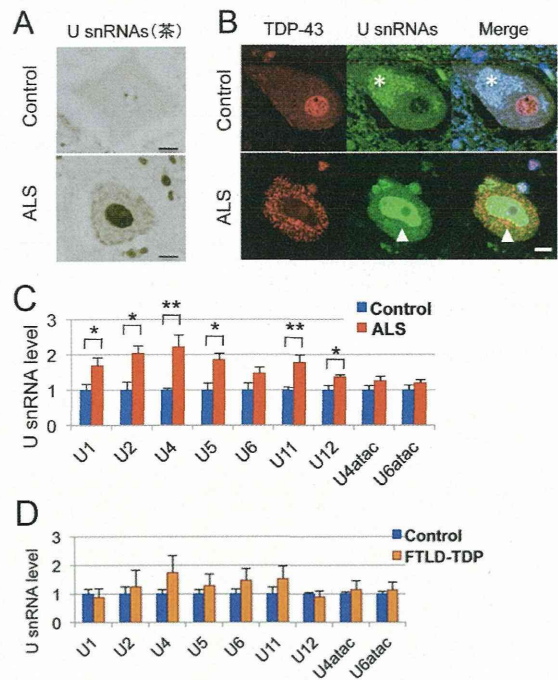 A
U snRNAs(茶)
Control
ALS
B
TDP-43 U snRNAs Merge
Control
*
*
ALS
C
U snRNA level
3
2
1
0
Control
ALS
*
*
**
*
**
*
U1 U2 U4 U5 U6 U11 U12 U4atac U6atac
D
U snRNA level
3
2
1
0
Control
FTLD-TDP
U1 U2 U4 U5 U6 U11 U12 U4atac U6atac